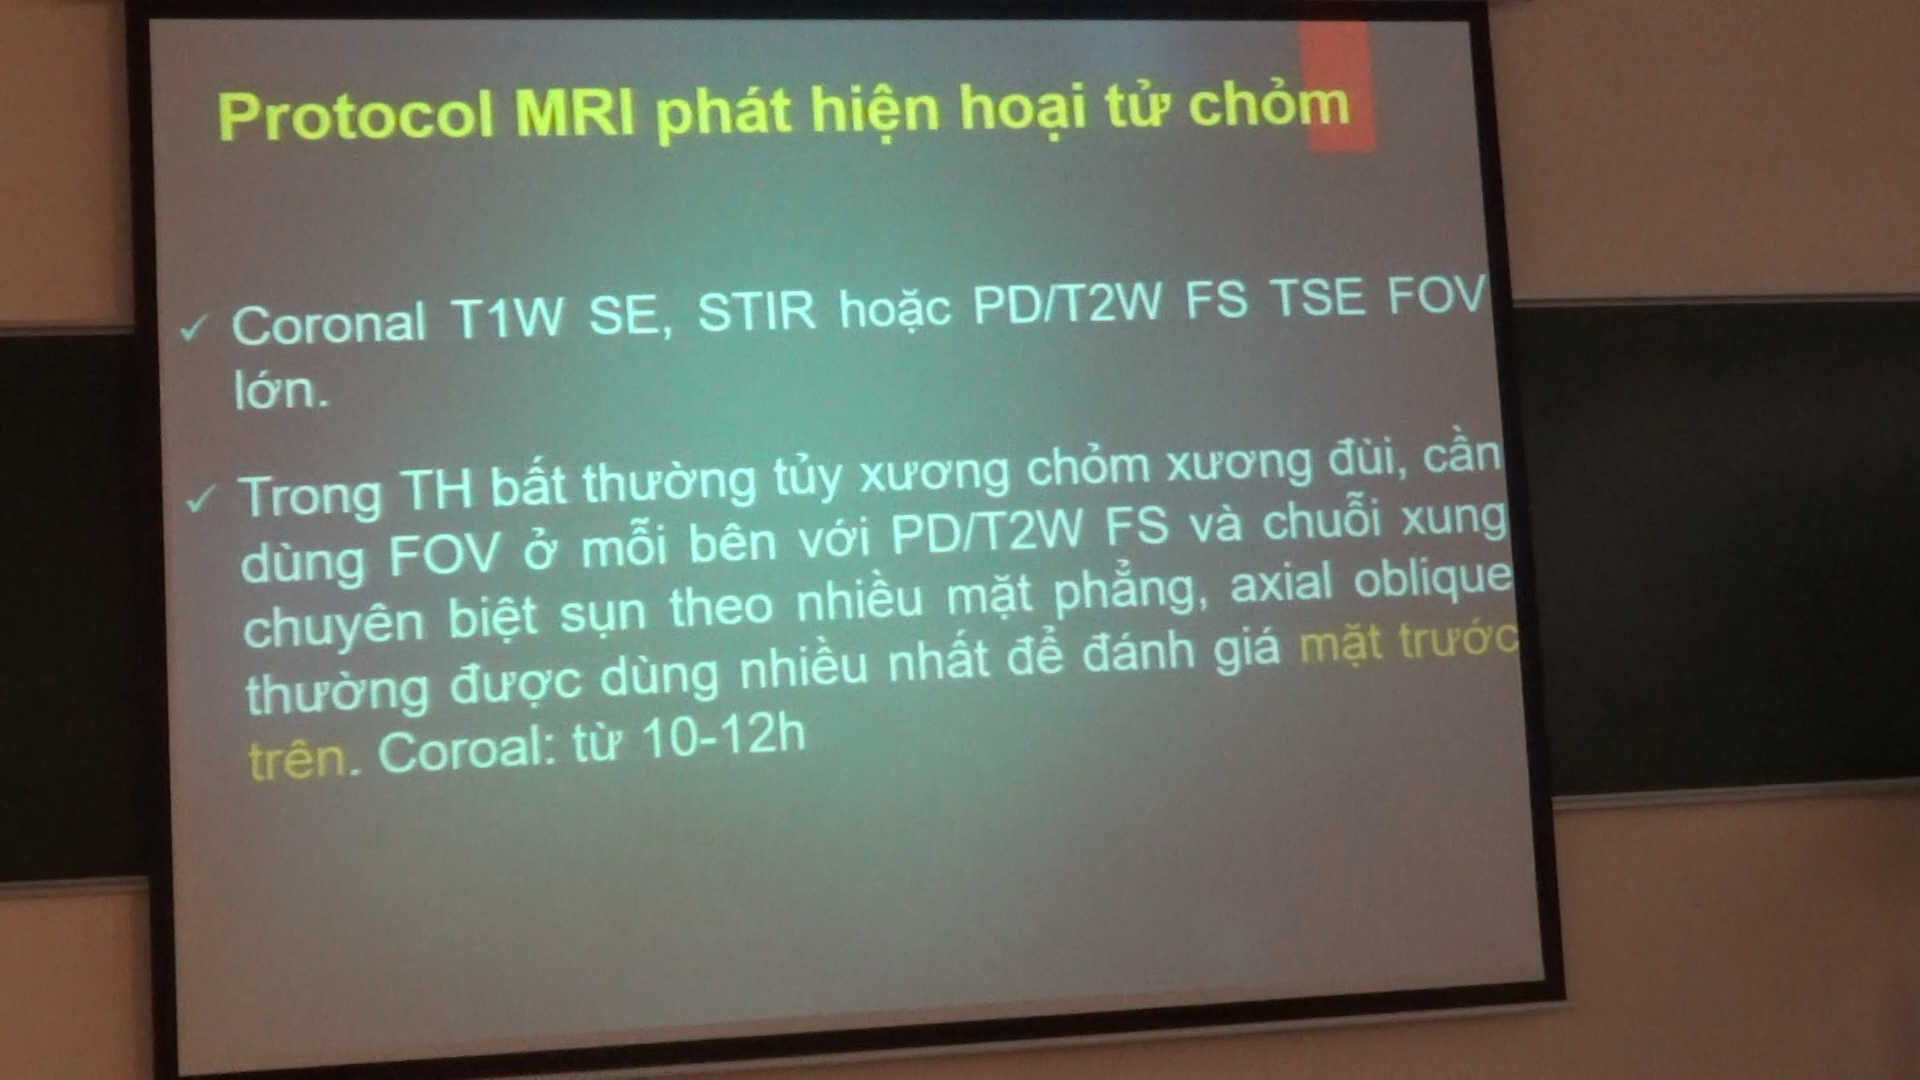 Protocol MRI phát hiện hoại tử chỏm
✓ Coronal T1W SE, STIR hoặc PD/T2W FS TSE FOV
lớn.
✓ Trong TH bất thường tủy xương chỏm xương đùi, cần
dùng FOV ở mỗi bên với PD/T2W FS và chuỗi xung
chuyên biệt sụn theo nhiều mặt phẳng, axial oblique
thường được dùng nhiều nhất để đánh giá mặt trước
trên. Coroal: từ 10-12h